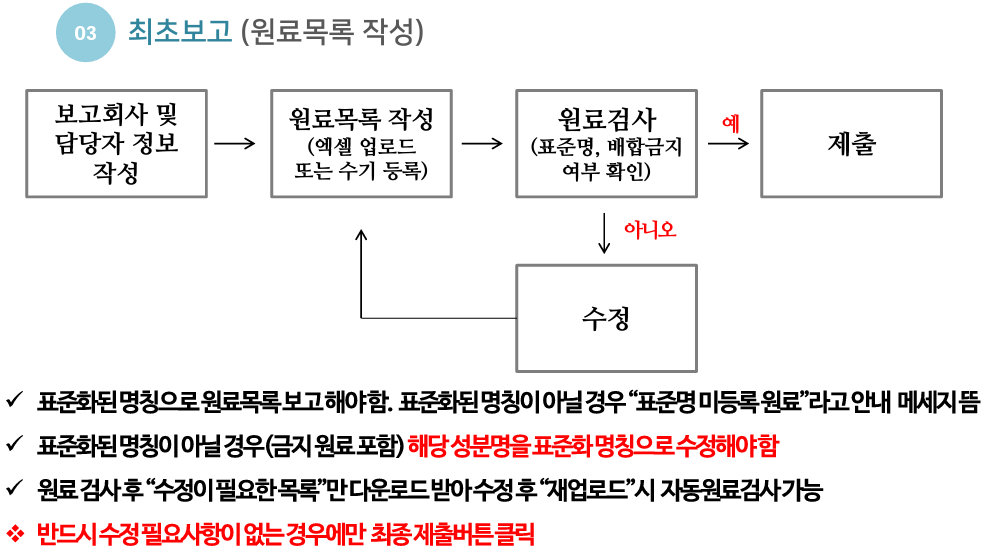 03 최초보고 (원료목록 작성)
보고회사 및
담당자 정보
작성
원료목록 작성
(엑셀 업로드
또는 수기 등록)
원료검사
(표준명, 배합금지
여부 확인)
예
제출
아니오
수정
✓ 표준화된 명칭으로 원료목록 보고 해야 함. 표준화된 명칭이 아닐 경우 “표준명 미등록 원료”라고 안내 메세지 뜸
✓ 표준화된 명칭이 아닐 경우(금지 원료 포함) 해당 성분명을 표준화 명칭으로 수정해야 함
✓ 원료 검사 후 “수정이 필요한 목록”만 다운로드 받아 수정 후 “재업로드”시 자동원료검사 가능
❖ 반드시 수정 필요사항이 없는 경우에만 최종 제출버튼 클릭